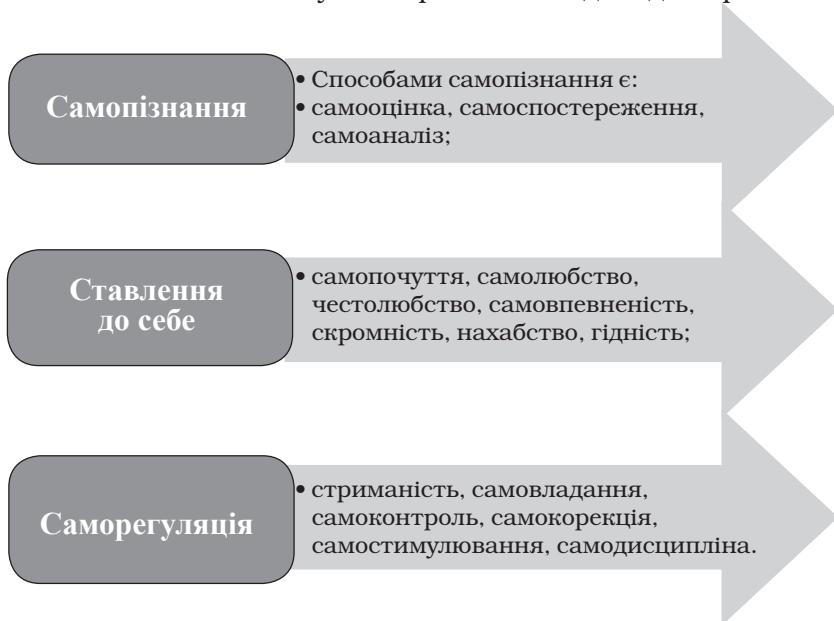 Самопізнання
• Способами самопізнання є:
• самооцінка, самоспостереження,
самоаналіз;
Ставлення
до себе
• самопочуття, самолюбство,
честолюбство, самовпевненість,
скромність, нахабство, гідність;
Саморегуляція
• стриманість, самовладання,
самоконтроль, самокорекція,
самостимулювання, самодисципліна.